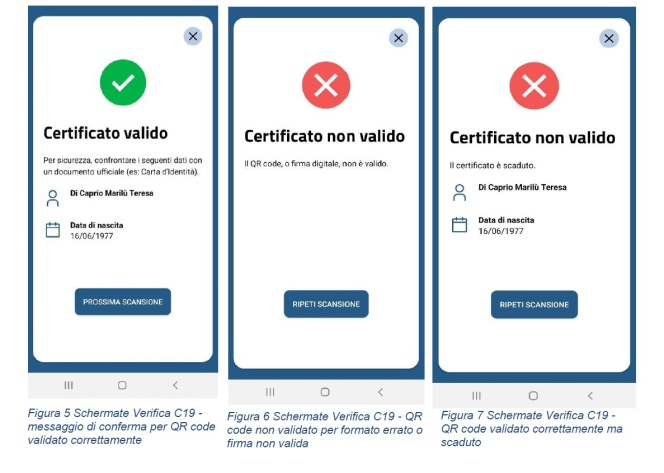 Certificato valido
Per sicurezza, confrontare i seguenti dati con
un documento ufficiale (es: Carta d'Identità).
Di Caprio Marilù Teresa
Data di nascita
16/06/1977
PROSSIMA SCANSIONE
Figura 5 Schermate Verifica C19 -
messaggio di conferma per QR code
validato correttamente
Certificato non valido
Il QR code, o firma digitale, non è valido.
RIPETI SCANSIONE
Figura 6 Schermate Verifica C19 - QR
code non validato per formato errato o
firma non valida
Certificato non valido
Il certificato è scaduto.
Di Caprio Marilù Teresa
Data di nascita
16/06/1977
RIPETI SCANSIONE
Figura 7 Schermate Verifica C19 -
QR code validato correttamente ma
scaduto